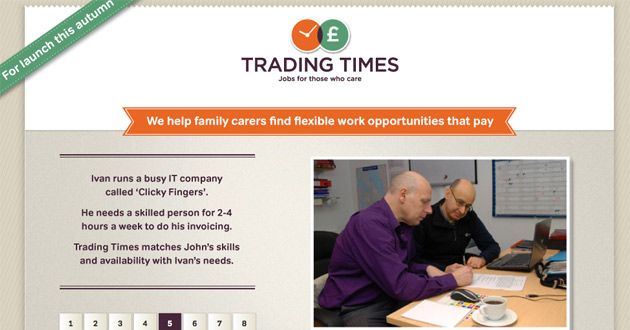 For launch this autumn
£
TRADING TIMES
Jobs for those who care
We help family carers find flexible work opportunities that pay
Ivan runs a busy IT company
called ‘Clicky Fingers’.
He needs a skilled person for 2-4
hours a week to do his invoicing.
Trading Times matches John’s skills
and availability with Ivan’s needs.
1 2 3 4 5 6 7 8